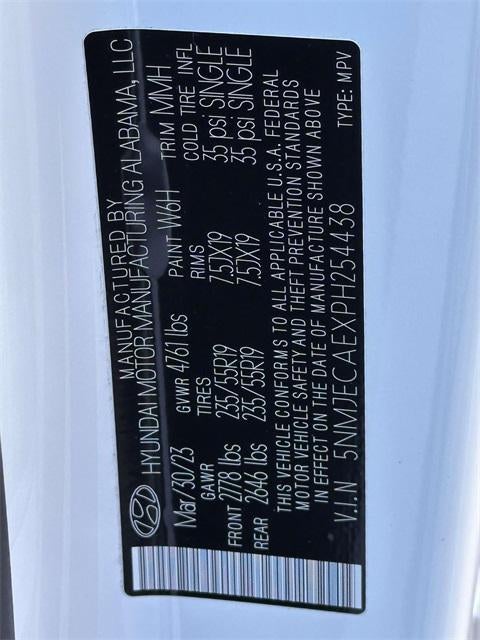 MANUFACTURED BY
HYUNDAI MOTOR MANUFACTURING ALABAMA, LLC
Mar/30/23 GVWR 4761 lbs PAINT W6H TRIM MMH
GAWR TIRES RIMS COLD TIRE INFL
FRONT 2778 lbs 235/55R19 7.5JX19 35 psi; SINGLE
REAR 2646 lbs 235/55R19 7.5JX19 35 psi; SINGLE
THIS VEHICLE CONFORMS TO ALL APPLICABLE U.S.A. FEDERAL
MOTOR VEHICLE SAFETY AND THEFT PREVENTION STANDARDS
IN EFFECT ON THE DATE OF MANUFACTURE SHOWN ABOVE
V.I.N 5NMJECAEXPH254438 TYPE: MPV